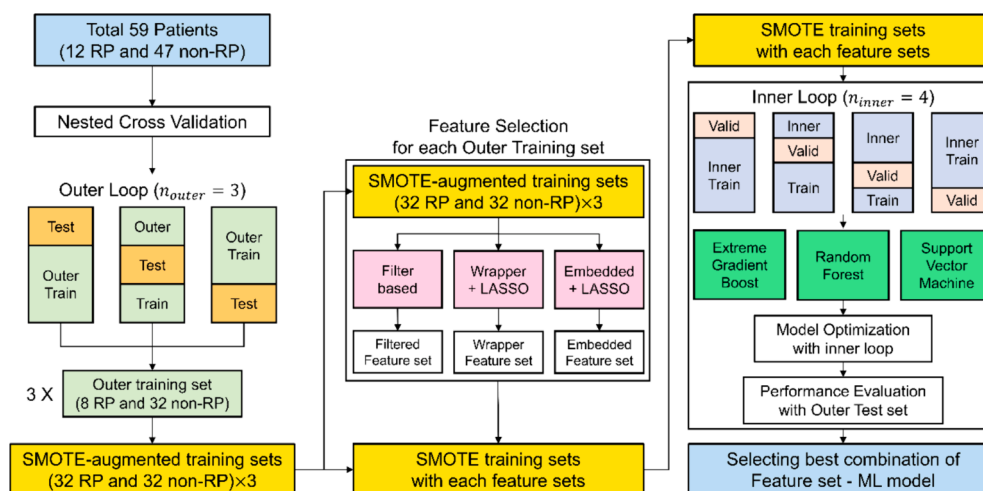 Total 59 Patients
(12 RP and 47 non-RP)
Nested Cross Validation
Outer Loop (n_outer = 3)
Test
Outer
Train
Outer
Test
Train
Outer
Train
Test
3 X
Outer training set
(8 RP and 32 non-RP)
SMOTE-augmented training sets
(32 RP and 32 non-RP)×3
Feature Selection
for each Outer Training set
SMOTE-augmented training sets
(32 RP and 32 non-RP)×3
Filter
based
Wrapper
+ LASSO
Embedded
+ LASSO
Filtered
Feature set
Wrapper
Feature set
Embedded
Feature set
SMOTE training sets
with each feature sets
SMOTE training sets
with each feature sets
Inner Loop (n_inner = 4)
Valid
Inner
Train
Inner
Valid
Train
Inner
Valid
Train
Inner
Train
Valid
Extreme
Gradient
Boost
Random
Forest
Support
Vector
Machine
Model Optimization
with inner loop
Performance Evaluation
with Outer Test set
Selecting best combination of
Feature set - ML model